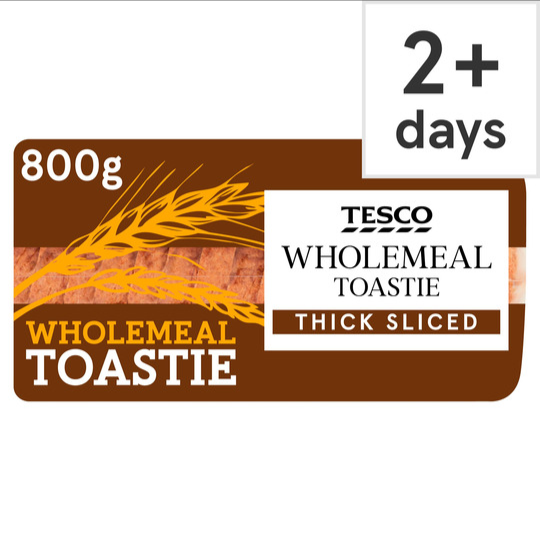 2+
days
800g
TESCO
WHOLEMEAL
TOASTIE
THICK SLICED
WHOLEMEAL
TOASTIE